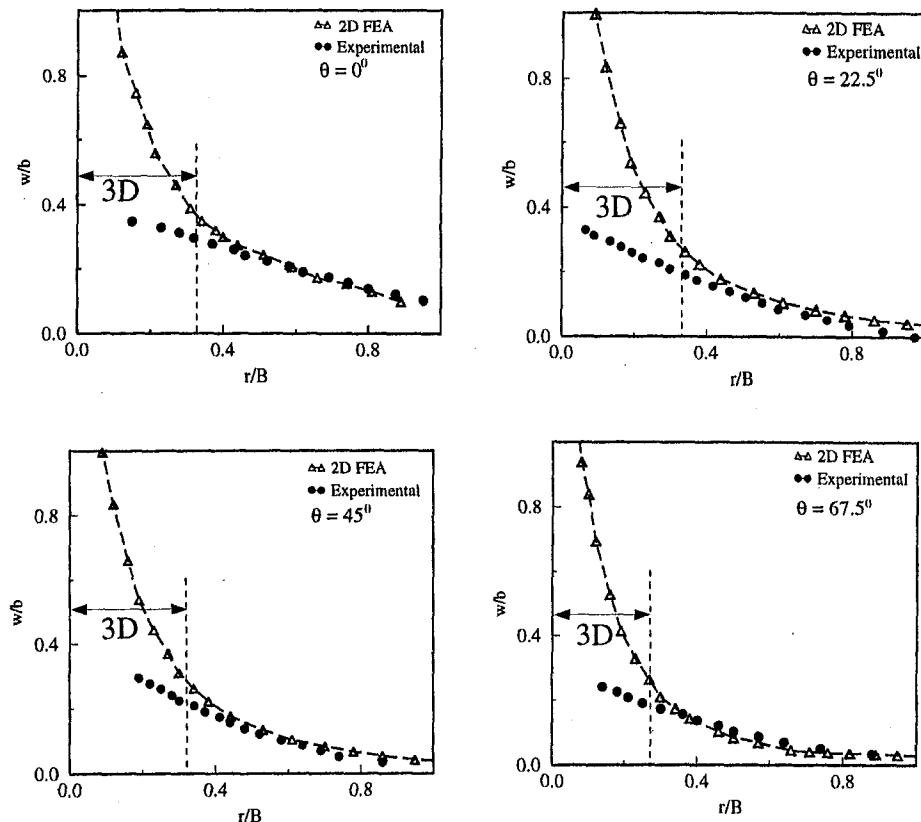 2D FEA
Experimental
θ = 0⁰
0.8
w/b
3D
0.4
0.0
0.0 0.4 0.8
r/B
2D FEA
Experimental
θ = 22.5⁰
0.8
w/b
3D
0.4
0.0
0.0 0.4 0.8
r/B
2D FEA
Experimental
θ = 45⁰
0.8
w/b
3D
0.4
0.0
0.0 0.4 0.8
r/B
2D FEA
Experimental
θ = 67.5⁰
0.8
w/b
3D
0.4
0.0
0.0 0.4 0.8
r/B